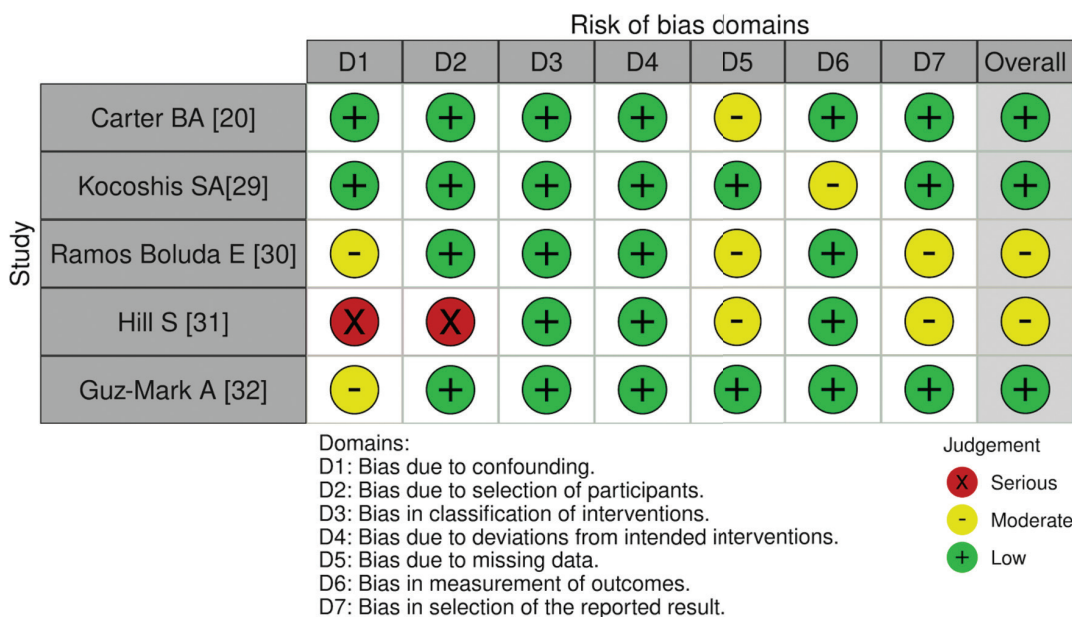 Risk of bias domains
D1 D2 D3 D4 D5 D6 D7 Overall
Study
Carter BA [20] + + + + - + + +
Kocoshis SA[29] + + + + + - + +
Ramos Boluda E [30] - + + + - + - -
Hill S [31] X X + + - + - -
Guz-Mark A [32] - + + + + + + +
Domains:
D1: Bias due to confounding.
D2: Bias due to selection of participants.
D3: Bias in classification of interventions.
D4: Bias due to deviations from intended interventions.
D5: Bias due to missing data.
D6: Bias in measurement of outcomes.
D7: Bias in selection of the reported result.
Judgement
X Serious
- Moderate
+ Low